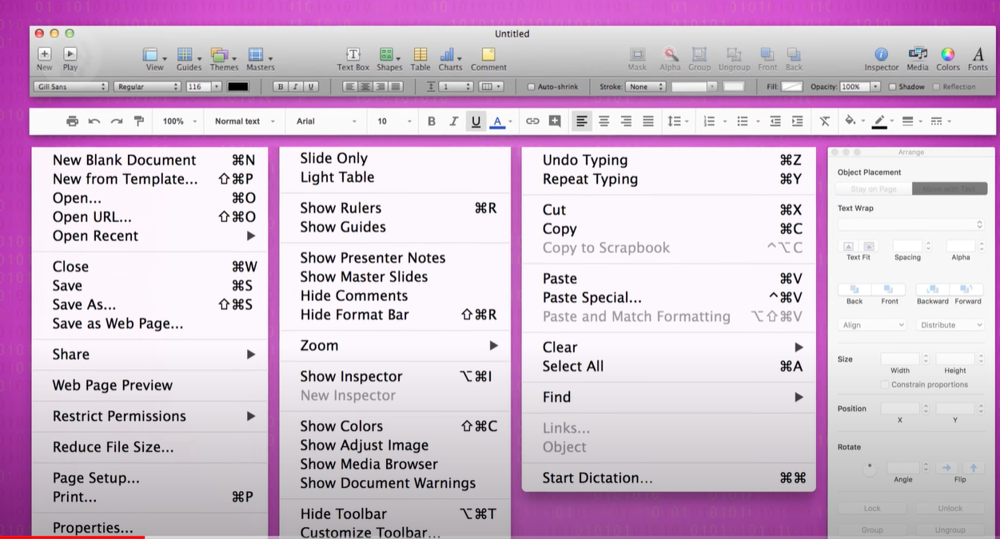 Untitled
New Play View Guides Themes Masters Text Box Shapes Table Charts Comment Mask Alpha Group Ungroup Front Back Inspector Media Colors Fonts
Gill Sans Regular 116 B I U 1 Auto-shrink Stroke: None Fill: Opacity: 100% Shadow Reflection
100% Normal text Arial 10 B I U A
New Blank Document ⌘N
New from Template... ⇧⌘P
Open... ⌘O
Open URL... ⇧⌘O
Open Recent ▶
Close ⌘W
Save ⌘S
Save As... ⇧⌘S
Save as Web Page...
Share ▶
Web Page Preview
Restrict Permissions ▶
Reduce File Size...
Page Setup...
Print... ⌘P
Properties...
Slide Only
Light Table
Show Rulers ⌘R
Show Guides
Show Presenter Notes
Show Master Slides
Hide Comments
Hide Format Bar ⇧⌘R
Zoom ▶
Show Inspector ⌥⌘I
New Inspector
Show Colors ⇧⌘C
Show Adjust Image
Show Media Browser
Show Document Warnings
Hide Toolbar ⌥⌘T
Customize Toolbar...
Undo Typing ⌘Z
Repeat Typing ⌘Y
Cut ⌘X
Copy ⌘C
Copy to Scrapbook ^⌥C
Paste ⌘V
Paste Special... ^⌘V
Paste and Match Formatting ⌥⇧⌘V
Clear ▶
Select All ⌘A
Find ▶
Links...
Object
Start Dictation... ⌘⌘
Arrange
Object Placement
Stay on Page Move with Text
Text Wrap
Text Fit Spacing Alpha
Back Front Backward Forward
Align Distribute
Size
Width Height
Constrain proportions
Position
X Y
Rotate
Angle Flip
Lock Unlock
Group Ungroup